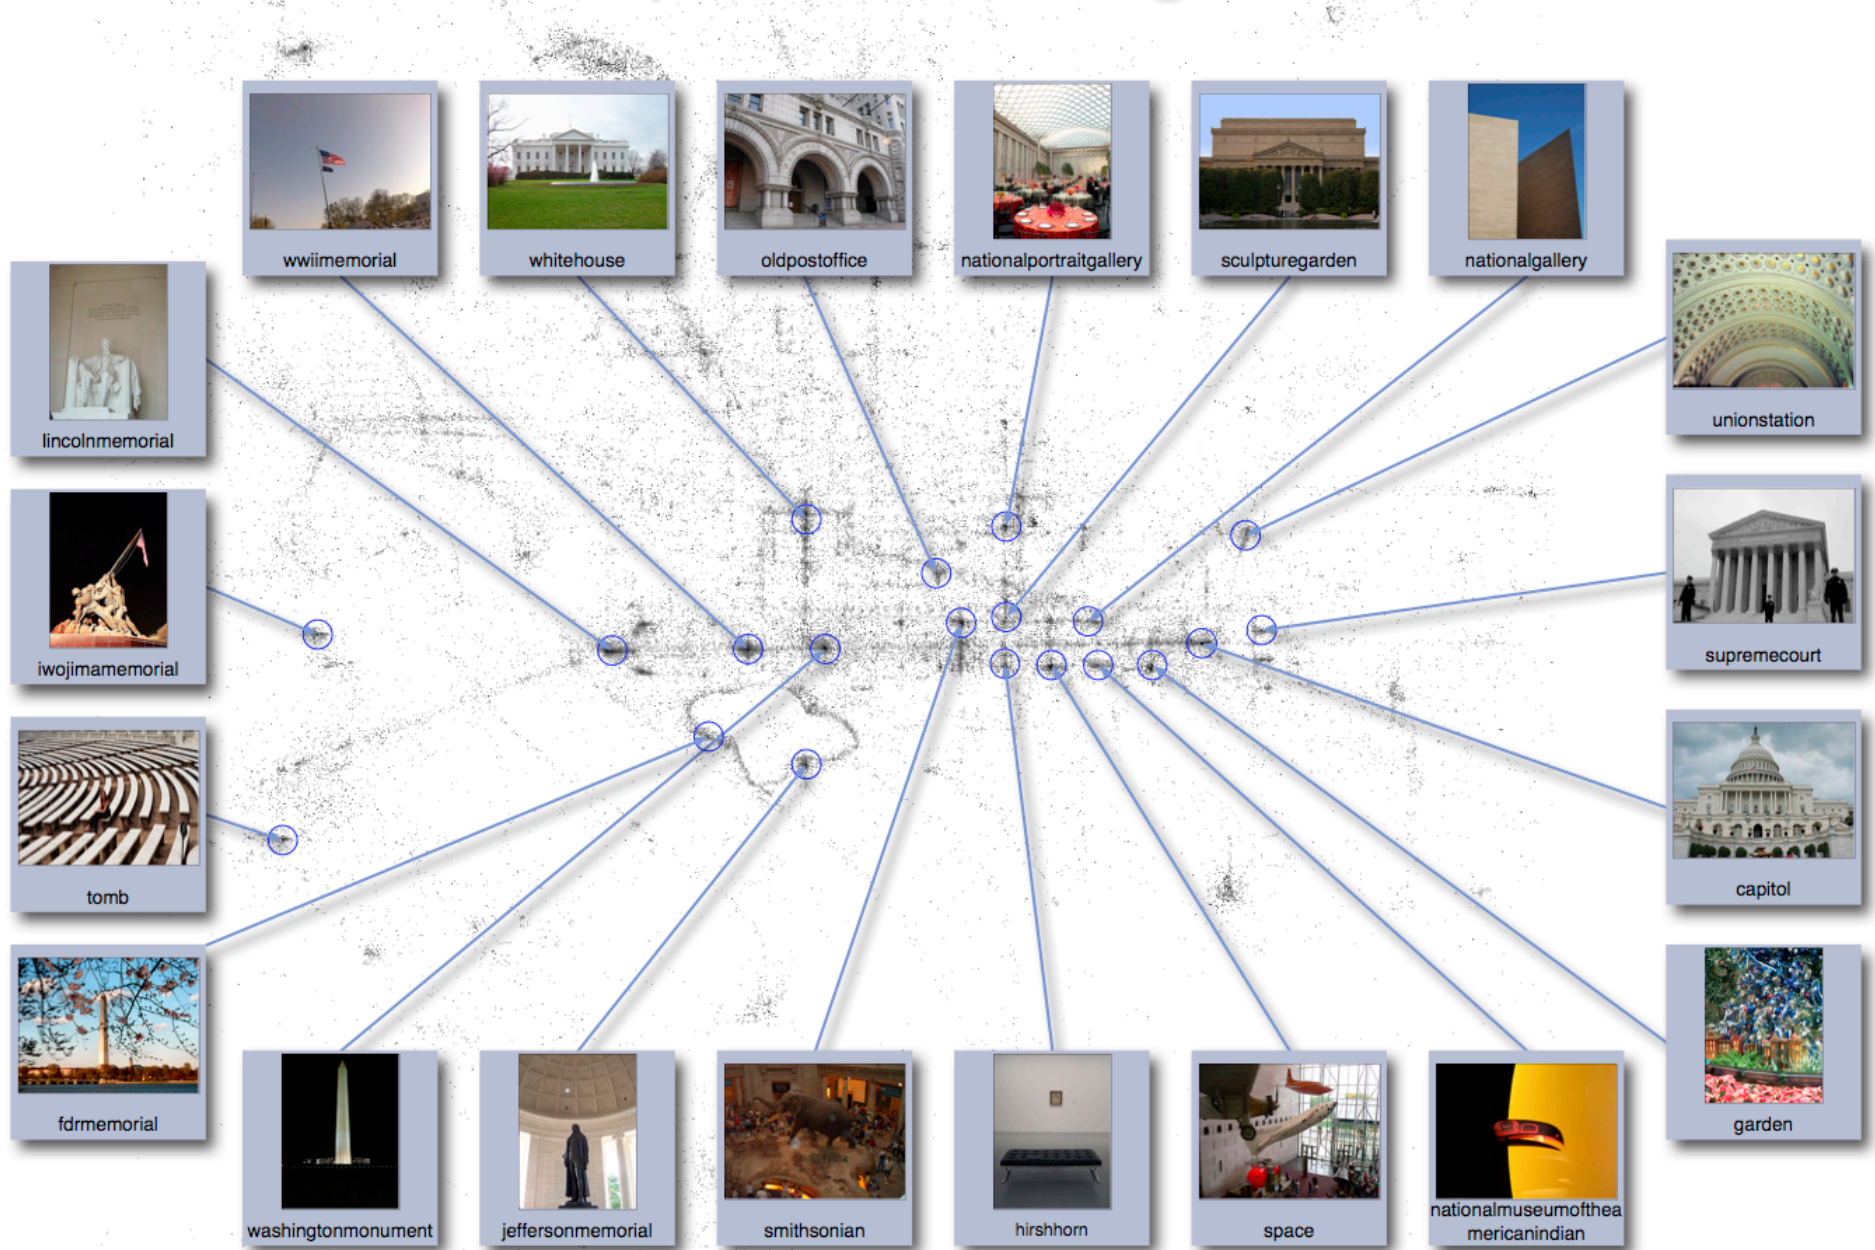 wwiimemorial
whitehouse
oldpostoffice
nationalportraitgallery
sculpturegarden
nationalgallery
unionstation
lincolnmemorial
supremecourt
iwojimamemorial
capitol
tomb
garden
fdrmemorial
washingtonmonument
jeffersonmemorial
smithsonian
hirshhorn
space
nationalmuseumofthea
mericanindian